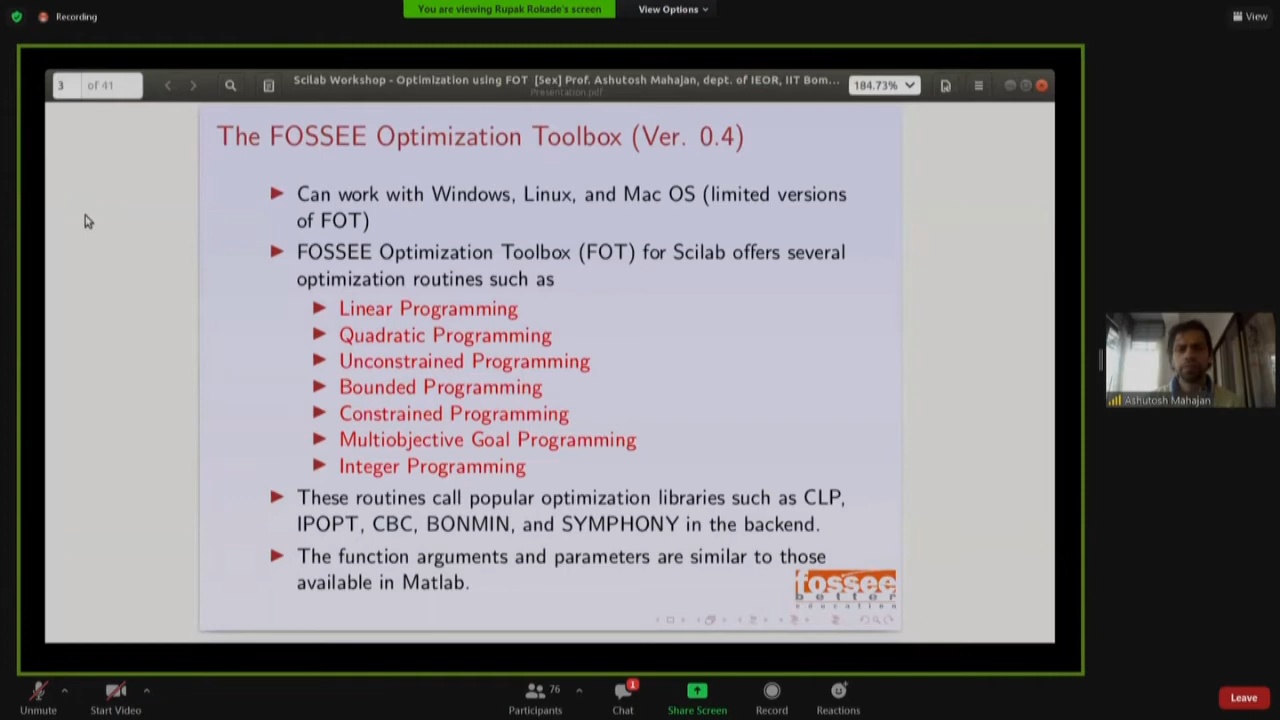 Recording
You are viewing Rupak Rokade's screen
View Options
View
3 of 41
Scilab Workshop - Optimization using FOT [Sex] Prof. Ashutosh Mahajan, dept. of IEOR, IIT Bom...
Presentation.pdf
184.73%
The FOSSEE Optimization Toolbox (Ver. 0.4)
▶ Can work with Windows, Linux, and Mac OS (limited versions
of FOT)
▶ FOSSEE Optimization Toolbox (FOT) for Scilab offers several
optimization routines such as
▶ Linear Programming
▶ Quadratic Programming
▶ Unconstrained Programming
▶ Bounded Programming
▶ Constrained Programming
▶ Multiobjective Goal Programming
▶ Integer Programming
▶ These routines call popular optimization libraries such as CLP,
IPOPT, CBC, BONMIN, and SYMPHONY in the backend.
▶ The function arguments and parameters are similar to those
available in Matlab.
fossee
better
education
Ashutosh Mahajan
Unmute
Start Video
Participants 76
Chat 1
Share Screen
Record
Reactions
Leave